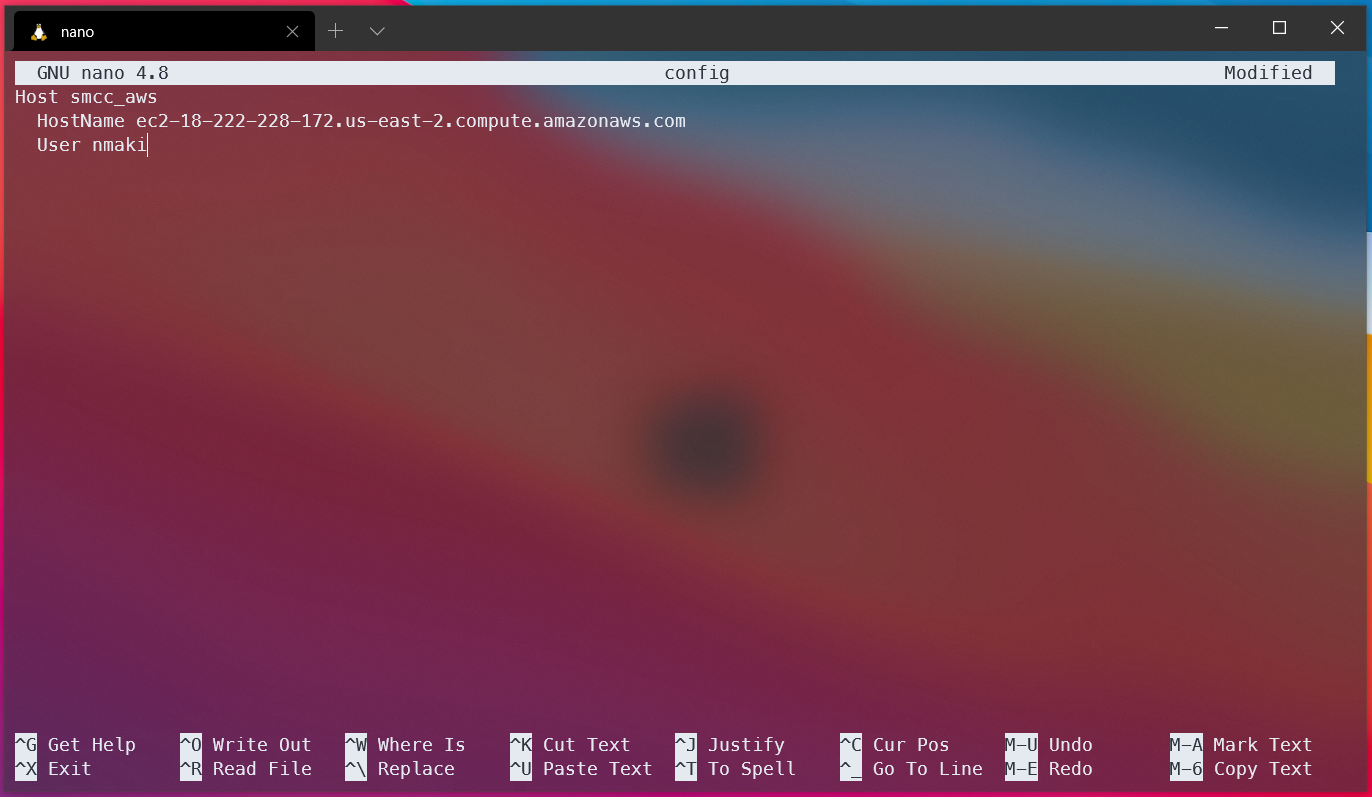 nano
GNU nano 4.8 config Modified
Host smcc_aws
  HostName ec2-18-222-228-172.us-east-2.compute.amazonaws.com
  User nmaki
^G Get Help ^O Write Out ^W Where Is ^K Cut Text ^J Justify ^C Cur Pos M-U Undo M-A Mark Text
^X Exit ^R Read File ^\ Replace ^U Paste Text ^T To Spell ^_ Go To Line M-E Redo M-6 Copy Text